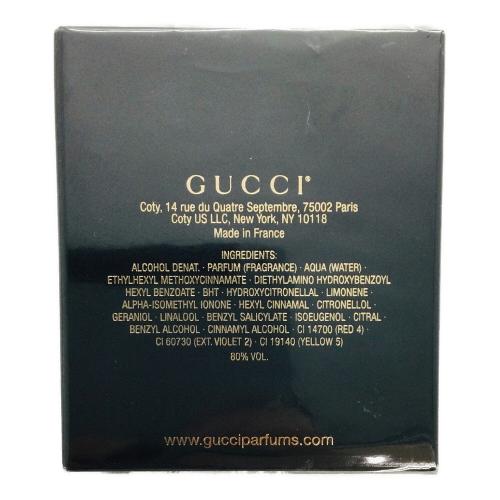 GUCCI®
Coty, 14 rue du Quatre Septembre, 75002 Paris
Coty US LLC, New York, NY 10118
Made in France
INGREDIENTS:
ALCOHOL DENAT. · PARFUM (FRAGRANCE) · AQUA (WATER) ·
ETHYLHEXYL METHOXYCINNAMATE · DIETHYLAMINO HYDROXYBENZOYL
HEXYL BENZOATE · BHT · HYDROXYCITRONELLAL · LIMONENE ·
ALPHA-ISOMETHYL IONONE · HEXYL CINNAMAL · CITRONELLOL ·
GERANIOL · LINALOOL · BENZYL SALICYLATE · ISOEUGENOL · CITRAL ·
BENZYL ALCOHOL · CINNAMYL ALCOHOL · CI 14700 (RED 4) ·
CI 60730 (EXT. VIOLET 2) · CI 19140 (YELLOW 5)
80% VOL.
www.gucciparfums.com